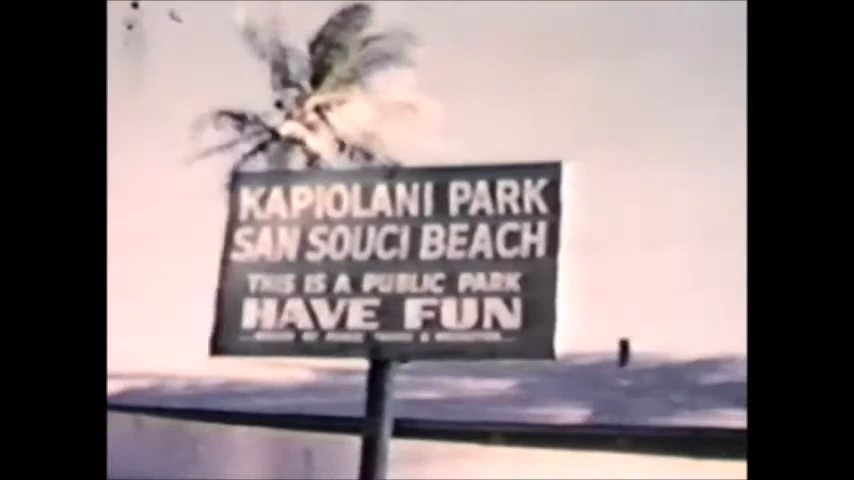 KAPIOLANI PARK
SAN SOUCI BEACH
THIS IS A PUBLIC PARK
HAVE FUN